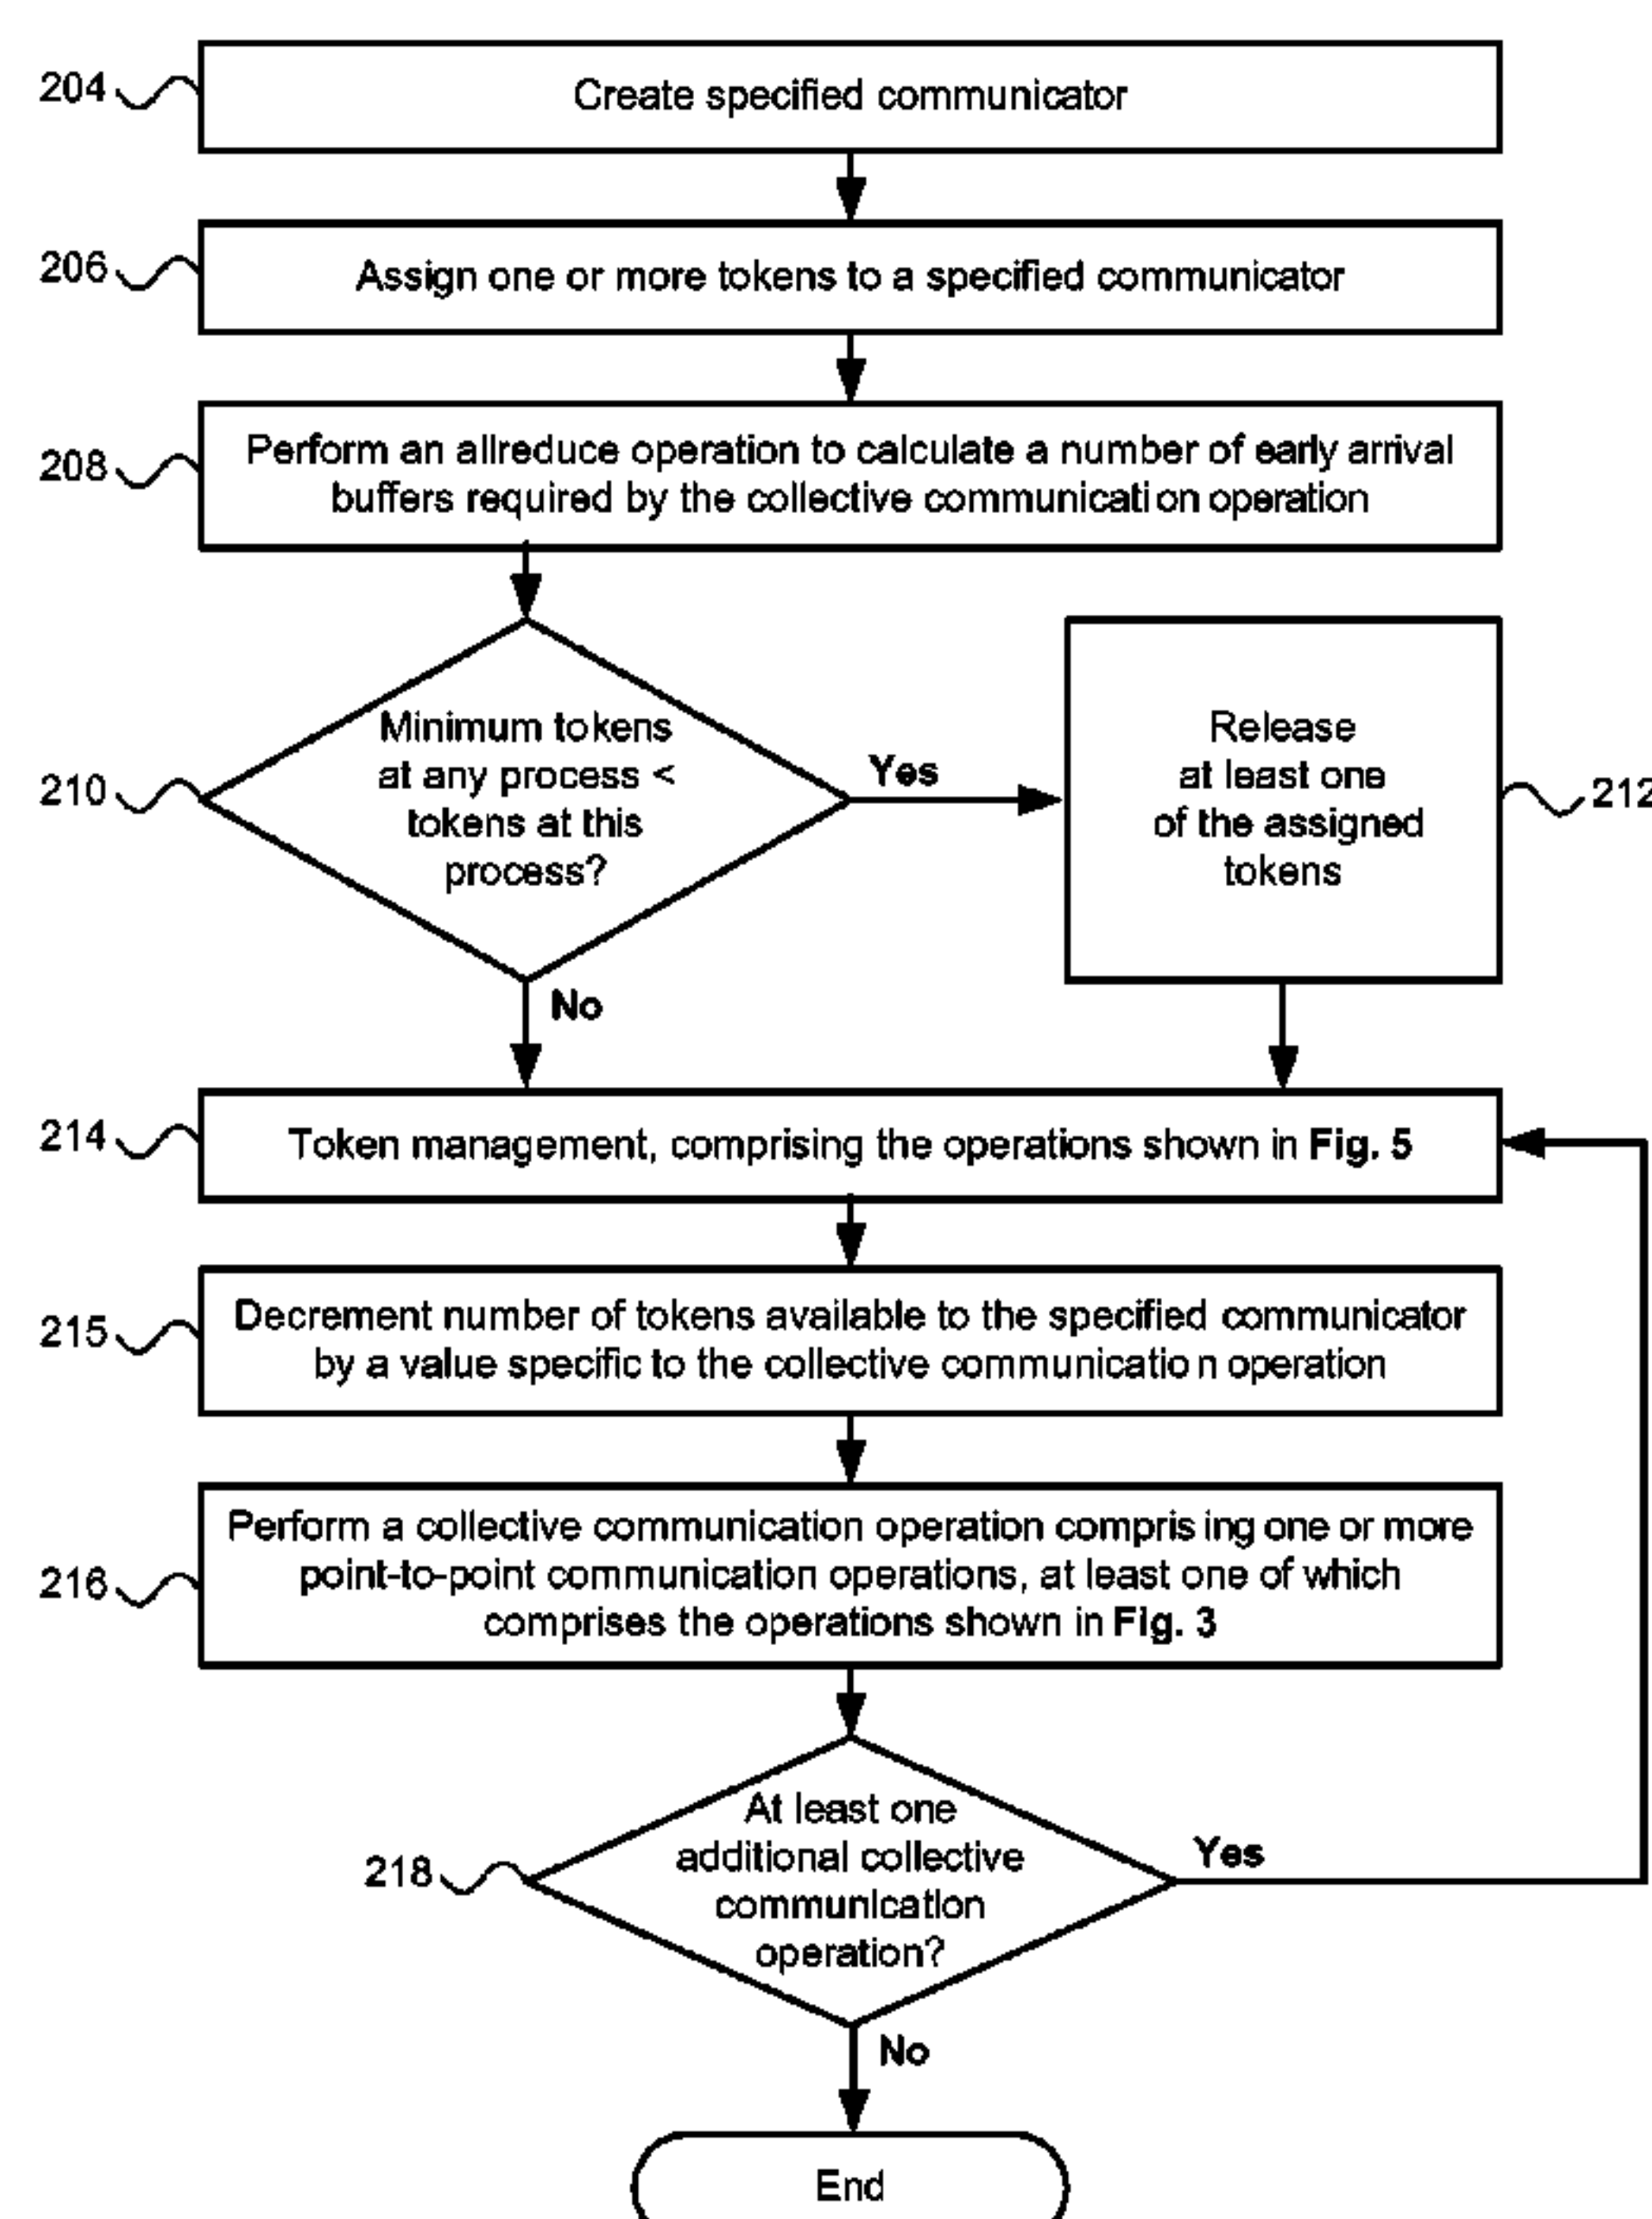 204
Create specified communicator
206
Assign one or more tokens to a specified communicator
208
Perform an allreduce operation to calculate a number of early arrival
buffers required by the collective communication operation
210
Minimum tokens
at any process <
tokens at this
process?
Yes
Release
at least one
of the assigned
tokens
212
No
214
Token management, comprising the operations shown in Fig. 5
215
Decrement number of tokens available to the specified communicator
by a value specific to the collective communication operation
216
Perform a collective communication operation comprising one or more
point-to-point communication operations, at least one of which
comprises the operations shown in Fig. 3
218
At least one
additional collective
communication
operation?
Yes
No
End